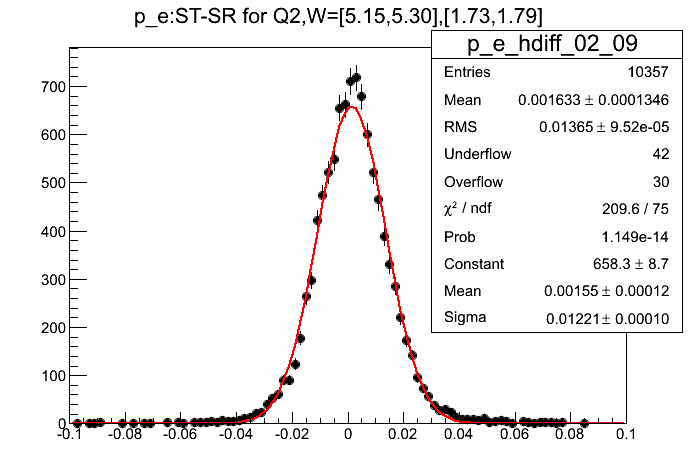 p_e:ST-SR for Q2,W=[5.15,5.30],[1.73,1.79]
p_e_hdiff_02_09
Entries 10357
Mean 0.001633 ± 0.0001346
RMS 0.01365 ± 9.52e-05
Underflow 42
Overflow 30
χ² / ndf 209.6 / 75
Prob 1.149e-14
Constant 658.3 ± 8.7
Mean 0.00155 ± 0.00012
Sigma 0.01221 ± 0.00010
700
600
500
400
300
200
100
0
-0.1 -0.08 -0.06 -0.04 -0.02 0 0.02 0.04 0.06 0.08 0.1